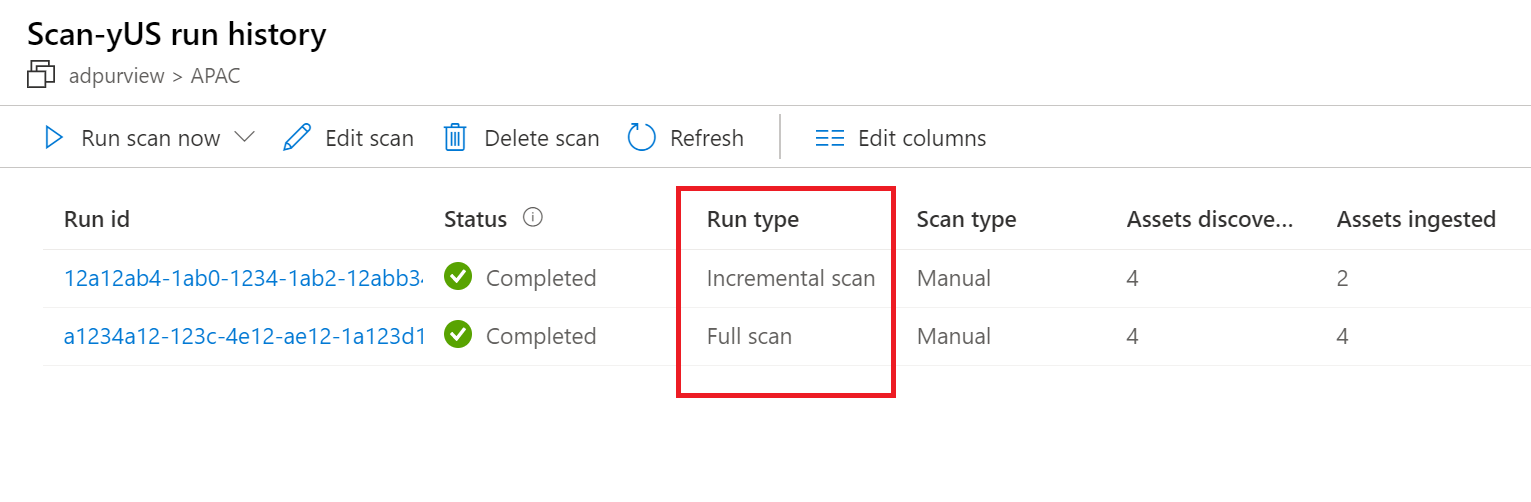 Scan-yUS run history
adpurview > APAC
Run scan now Edit scan Delete scan Refresh Edit columns
Run id Status Run type Scan type Assets discove... Assets ingested
12a12ab4-1ab0-1234-1ab2-12abb34 Completed Incremental scan Manual 4 2
a1234a12-123c-4e12-ae12-1a123d1 Completed Full scan Manual 4 4